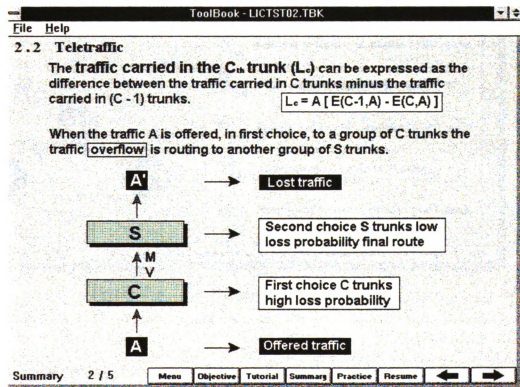 ToolBook - LICTST02.TBK
File Help
2.2 Teletraffic
The traffic carried in the Cth trunk (Lc) can be expressed as the
difference between the traffic carried in C trunks minus the traffic
carried in (C - 1) trunks.
Lc = A [ E(C-1,A) - E(C,A) ]
When the traffic A is offered, in first choice, to a group of C trunks the
traffic overflow is routing to another group of S trunks.
A'
Lost traffic
S
Second choice S trunks low
loss probability final route
M
V
C
First choice C trunks
high loss probability
A
Offered traffic
Summary 2 / 5 Menu Objective Tutorial Summary Practice Resume